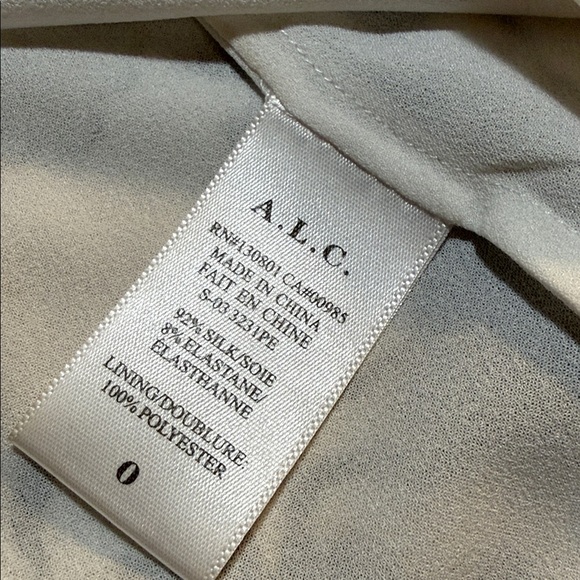 A.L.C.
RN#130801 CA#00985
MADE IN CHINA
FAIT EN CHINE
S-03 3231PE
92% SILK/SOIE
8% ELASTANE/
ELASTHANNE
LINING/DOUBLURE:
100% POLYESTER
0